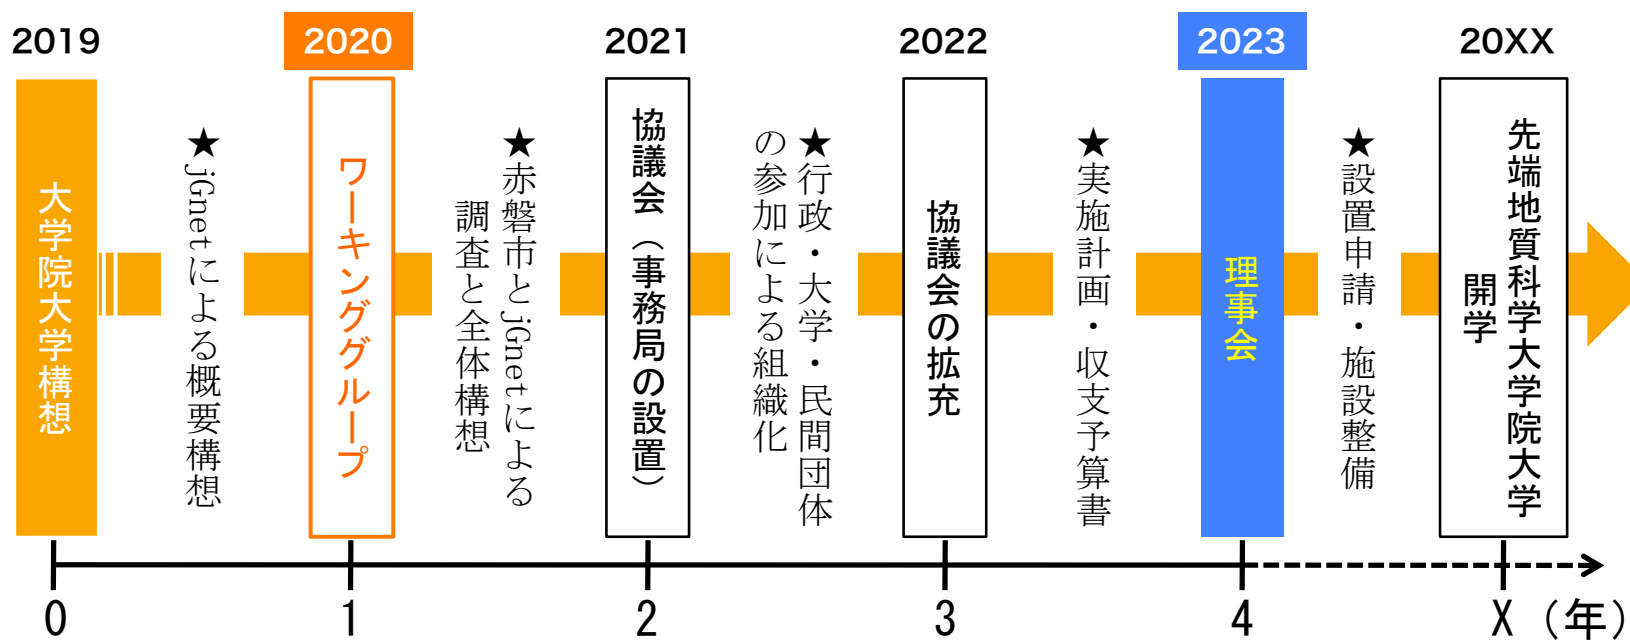 2019
2020
2021
2022
2023
20XX
大学院大学構想
★jGnetによる概要構想
ワーキンググループ
★赤磐市とjGnetによる
調査と全体構想
協議会（事務局の設置）
★行政・大学・民間団体
の参加による組織化
協議会の拡充
★実施計画・収支予算書
理事会
★設置申請・施設整備
先端地質科学大学院大学
開学
0
1
2
3
4
X（年）